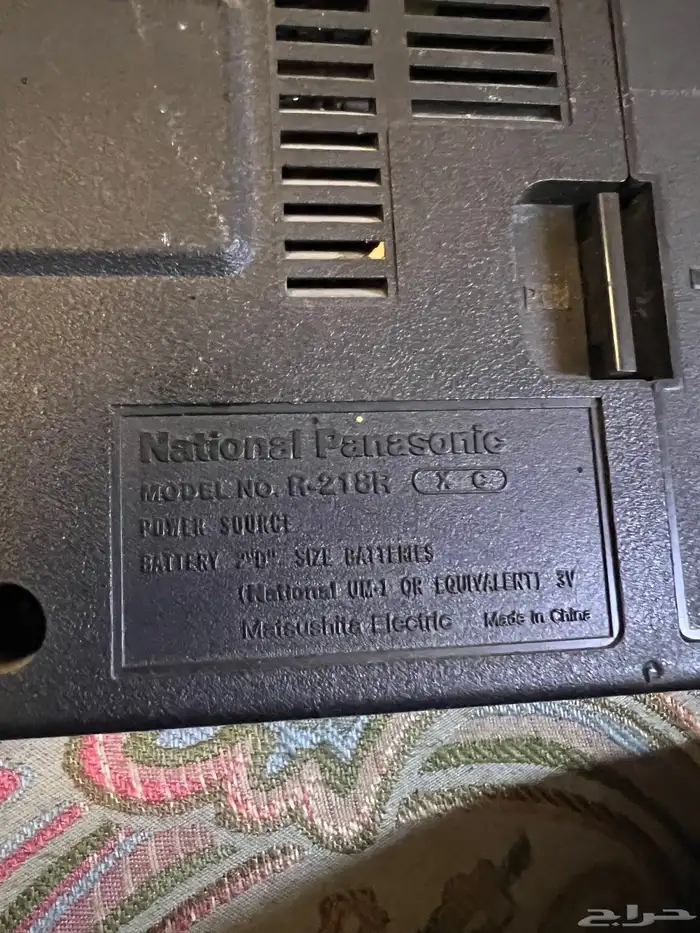 National Panasonic
MODEL NO. R-218R X C
POWER SOURCE
BATTERY 2"D" SIZE BATTERIES
(National UM-1 OR EQUIVALENT) 3V
Matsushita Electric Made in China
حراج